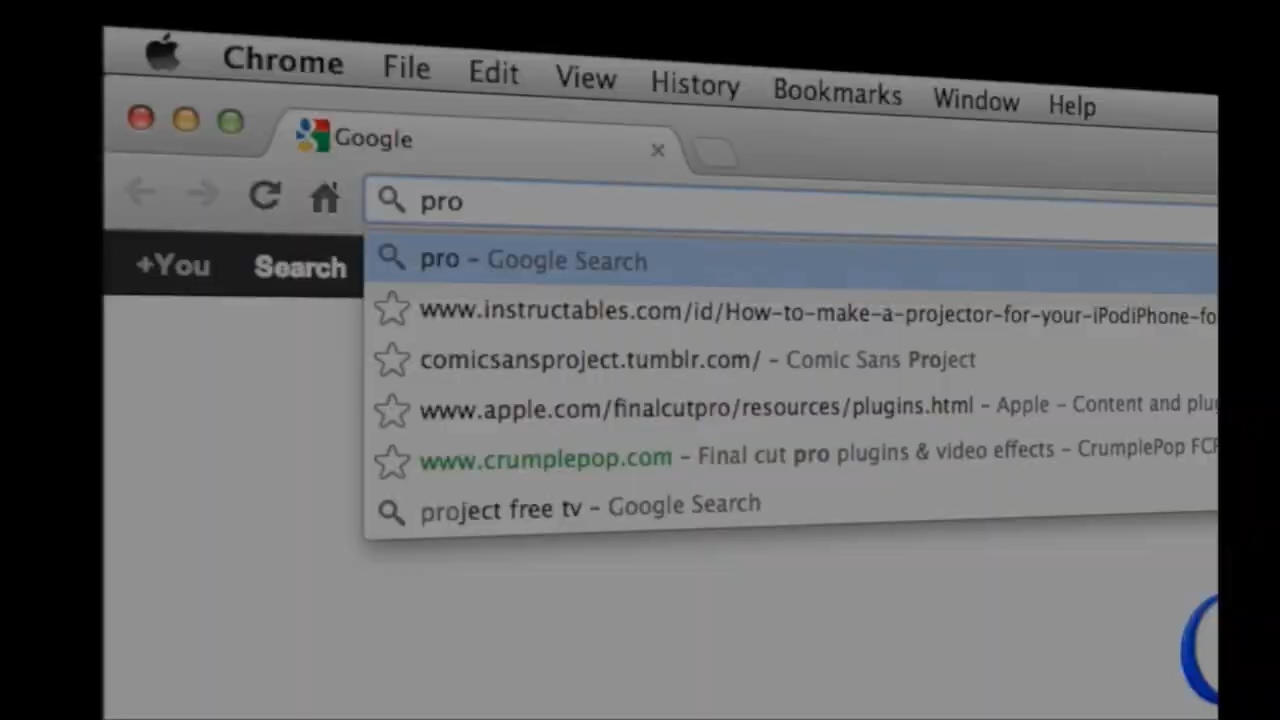 Chrome File Edit View History Bookmarks Window Help
Google
pro
+You Search
pro - Google Search
www.instructables.com/id/How-to-make-a-projector-for-your-iPodiPhone-fo
comicsansproject.tumblr.com/ - Comic Sans Project
www.apple.com/finalcutpro/resources/plugins.html - Apple - Content and plug
www.crumplepop.com - Final cut pro plugins & video effects - CrumplePop FCP
project free tv - Google Search